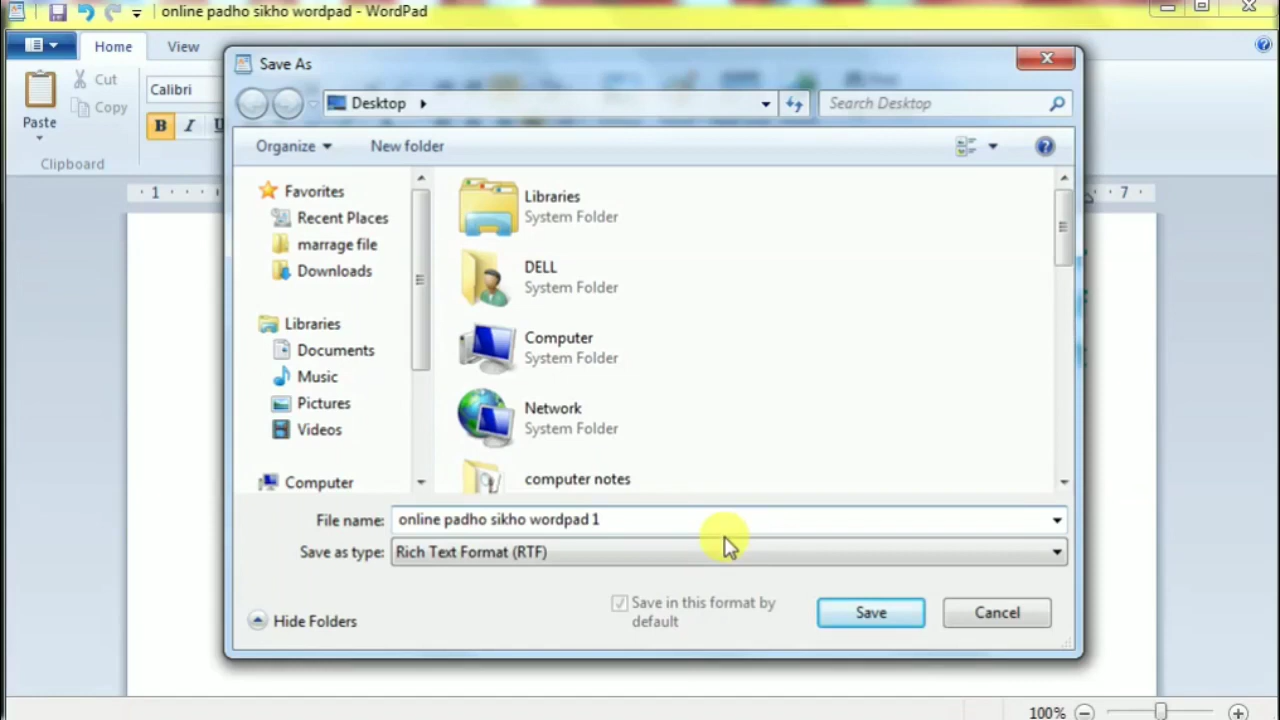 online padho sikho wordpad - WordPad
Home View
Cut
Copy
Paste
Clipboard
Calibri
B I U
1
7
Save As
Desktop
Search Desktop
Organize New folder
Favorites
Recent Places
marrage file
Downloads
Libraries
Documents
Music
Pictures
Videos
Computer
Libraries
System Folder
DELL
System Folder
Computer
System Folder
Network
System Folder
computer notes
File name: online padho sikho wordpad 1
Save as type: Rich Text Format (RTF)
Save in this format by
default
Save Cancel
Hide Folders
100%